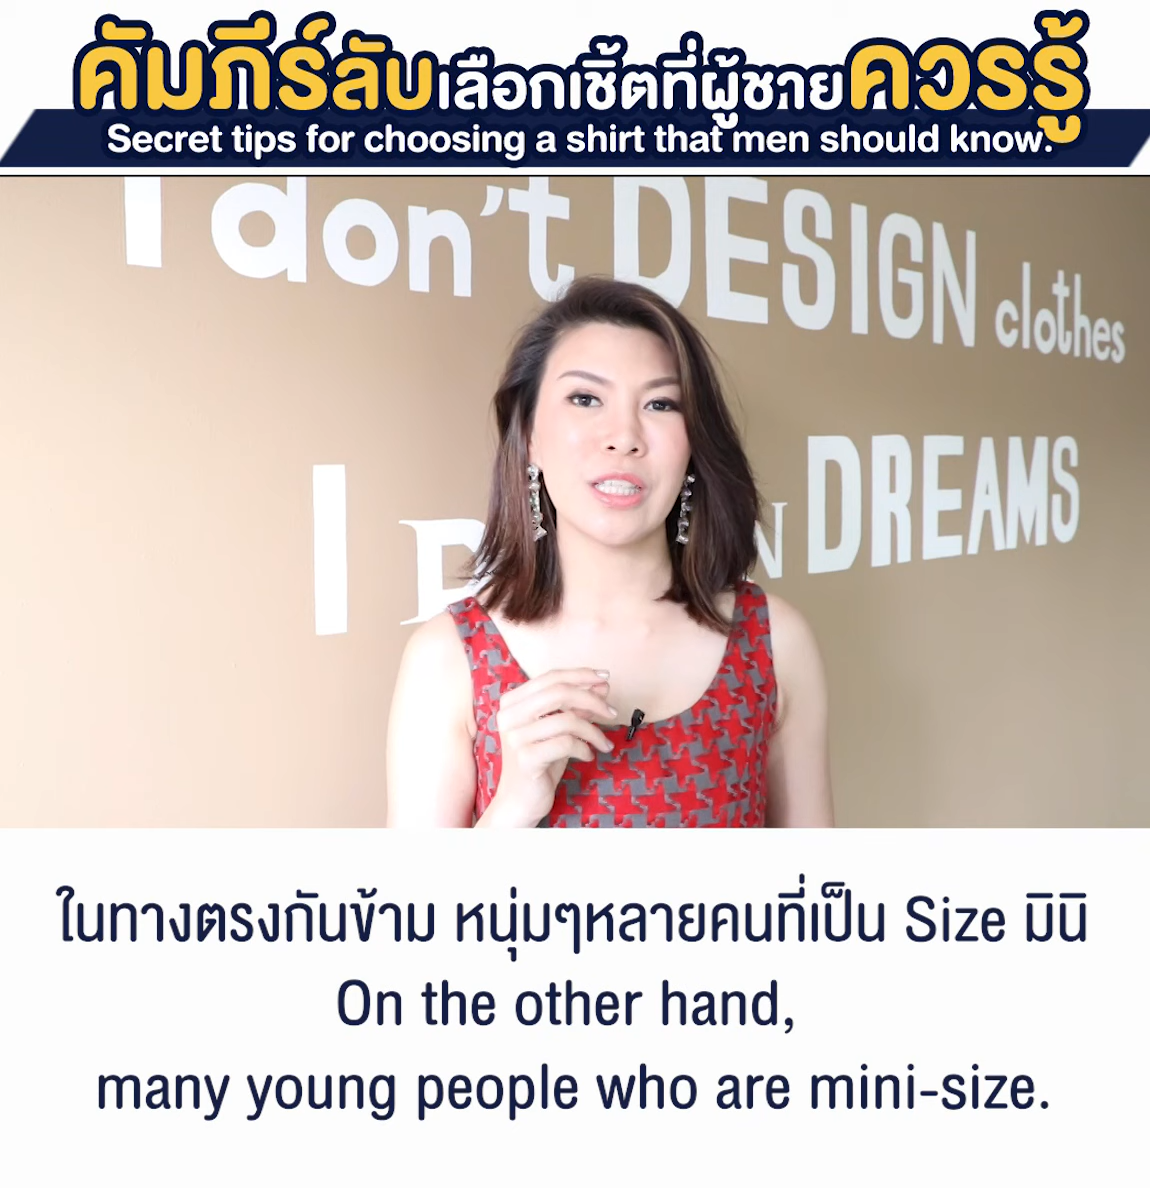 คัมภีร์ลับเลือกเชิ้ตที่ผู้ชายควรรู้
Secret tips for choosing a shirt that men should know.
I don't DESIGN clothes
I DREAMS
ในทางตรงกันข้าม หนุ่มๆหลายคนที่เป็น Size มินิ
On the other hand,
many young people who are mini-size.